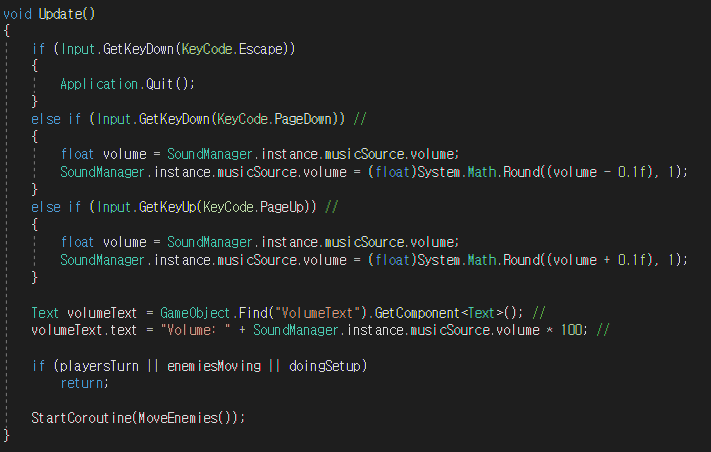 void Update()
{
if (Input.GetKeyDown(KeyCode.Escape))
{
Application.Quit();
}
else if (Input.GetKeyDown(KeyCode.PageDown)) //
{
float volume = SoundManager.instance.musicSource.volume;
SoundManager.instance.musicSource.volume = (float)System.Math.Round((volume - 0.1f), 1);
}
else if (Input.GetKeyUp(KeyCode.PageUp)) //
{
float volume = SoundManager.instance.musicSource.volume;
SoundManager.instance.musicSource.volume = (float)System.Math.Round((volume + 0.1f), 1);
}
Text volumeText = GameObject.Find("VolumeText").GetComponent<Text>(); //
volumeText.text = "Volume: " + SoundManager.instance.musicSource.volume * 100; //
if (playersTurn || enemiesMoving || doingSetup)
return;
StartCoroutine(MoveEnemies());
}